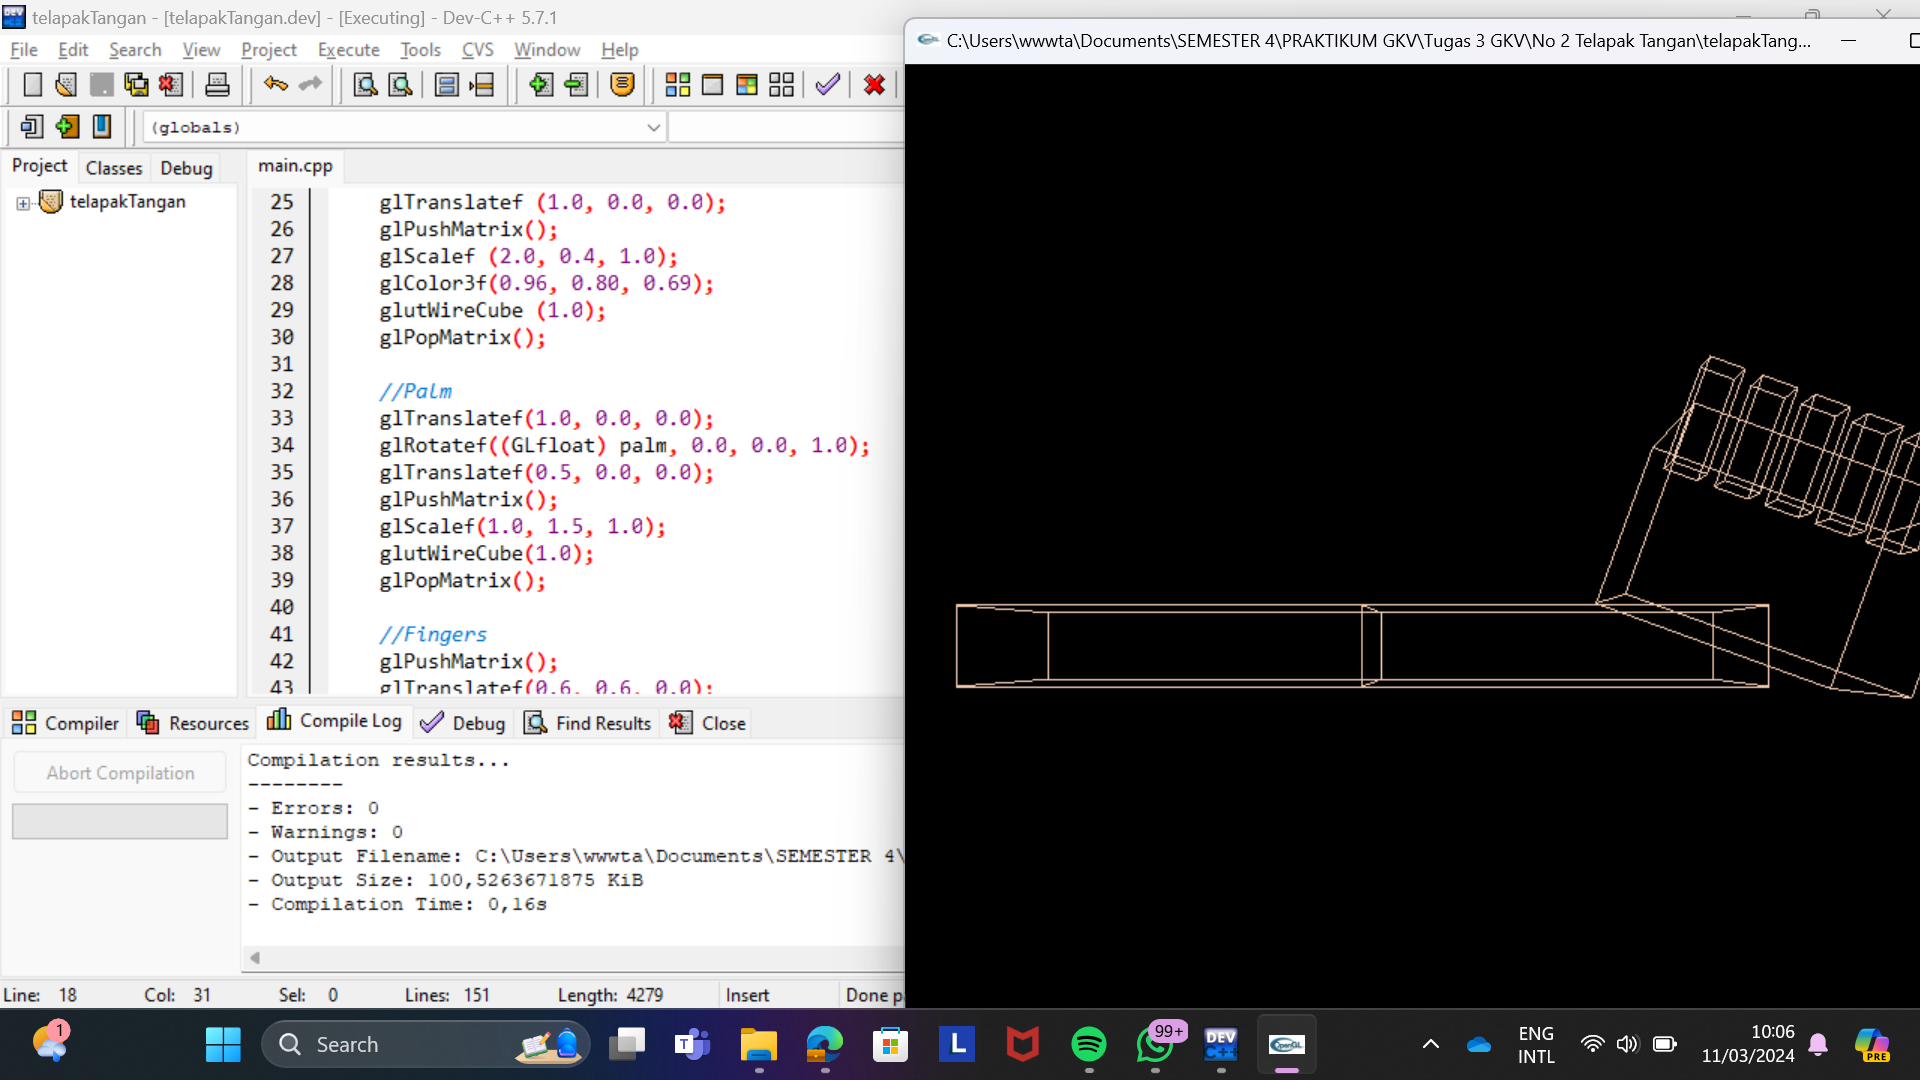 telapakTangan - [telapakTangan.dev] - [Executing] - Dev-C++ 5.7.1
File Edit Search View Project Execute Tools CVS Window Help
C:\Users\wwwta\Documents\SEMESTER 4\PRAKTIKUM GKV\Tugas 3 GKV\No 2 Telapak Tangan\telapakTang...
(globals)
Project Classes Debug
main.cpp
telapakTangan
25 glTranslatef (1.0, 0.0, 0.0);
26 glPushMatrix();
27 glScalef (2.0, 0.4, 1.0);
28 glColor3f(0.96, 0.80, 0.69);
29 glutWireCube (1.0);
30 glPopMatrix();
31
32 //Palm
33 glTranslatef(1.0, 0.0, 0.0);
34 glRotatef((GLfloat) palm, 0.0, 0.0, 1.0);
35 glTranslatef(0.5, 0.0, 0.0);
36 glPushMatrix();
37 glScalef(1.0, 1.5, 1.0);
38 glutWireCube(1.0);
39 glPopMatrix();
40
41 //Fingers
42 glPushMatrix();
43 glTranslatef(0.6, 0.6, 0.0);
Compiler Resources Compile Log Debug Find Results Close
Abort Compilation
Compilation results...
--------
- Errors: 0
- Warnings: 0
- Output Filename: C:\Users\wwwta\Documents\SEMESTER 4\
- Output Size: 100,5263671875 KiB
- Compilation Time: 0,16s
Line: 18 Col: 31 Sel: 0 Lines: 151 Length: 4279 Insert Done p
1
Search
T
L
99+
DEV C++
OpenGL
ENG
INTL
10:06
11/03/2024
PRE